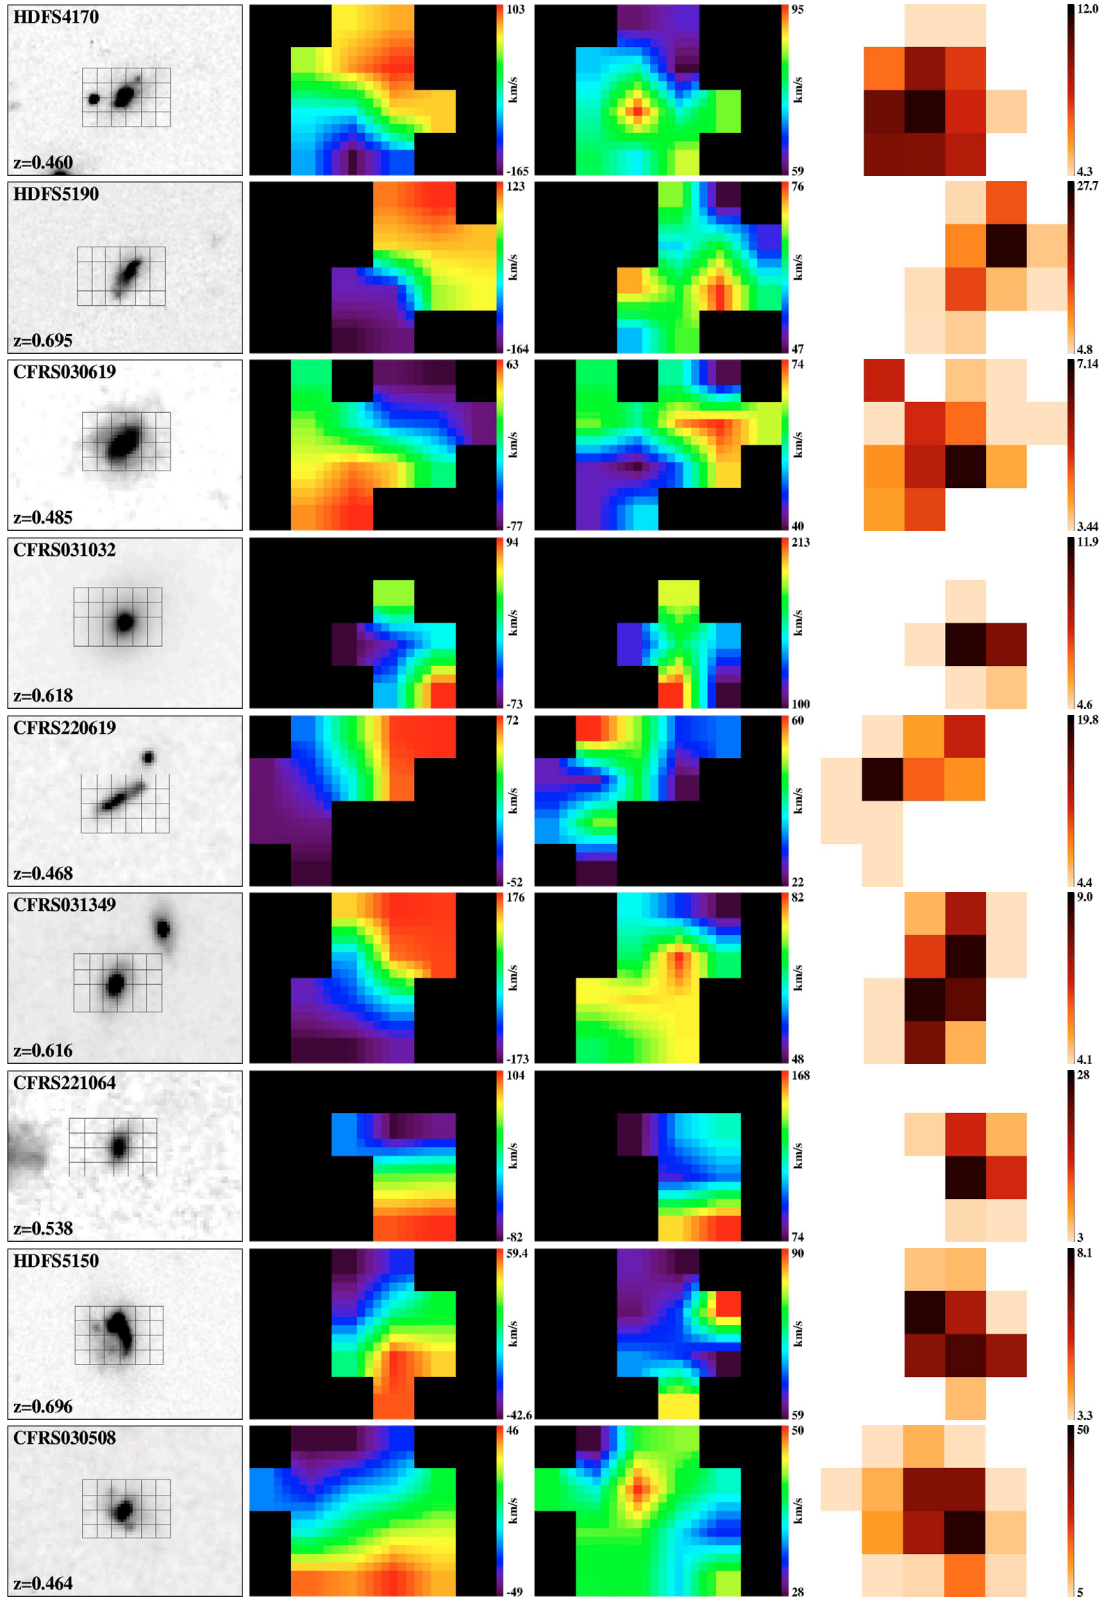 HDFS4170
z=0.460
103
km/s
-165
95
km/s
59
12.0
4.3
HDFS5190
z=0.695
123
km/s
-164
76
km/s
47
27.7
4.8
CFRS030619
z=0.485
63
km/s
-77
74
km/s
40
7.14
3.44
CFRS031032
z=0.618
94
km/s
-73
213
km/s
100
11.9
4.6
CFRS220619
z=0.468
72
km/s
-52
60
km/s
22
19.8
4.4
CFRS031349
z=0.616
176
km/s
-173
82
km/s
48
9.0
4.1
CFRS221064
z=0.538
104
km/s
-82
168
km/s
74
28
3
HDFS5150
z=0.696
59.4
km/s
-42.6
90
km/s
59
8.1
3.3
CFRS030508
z=0.464
46
km/s
-49
50
km/s
28
50
5